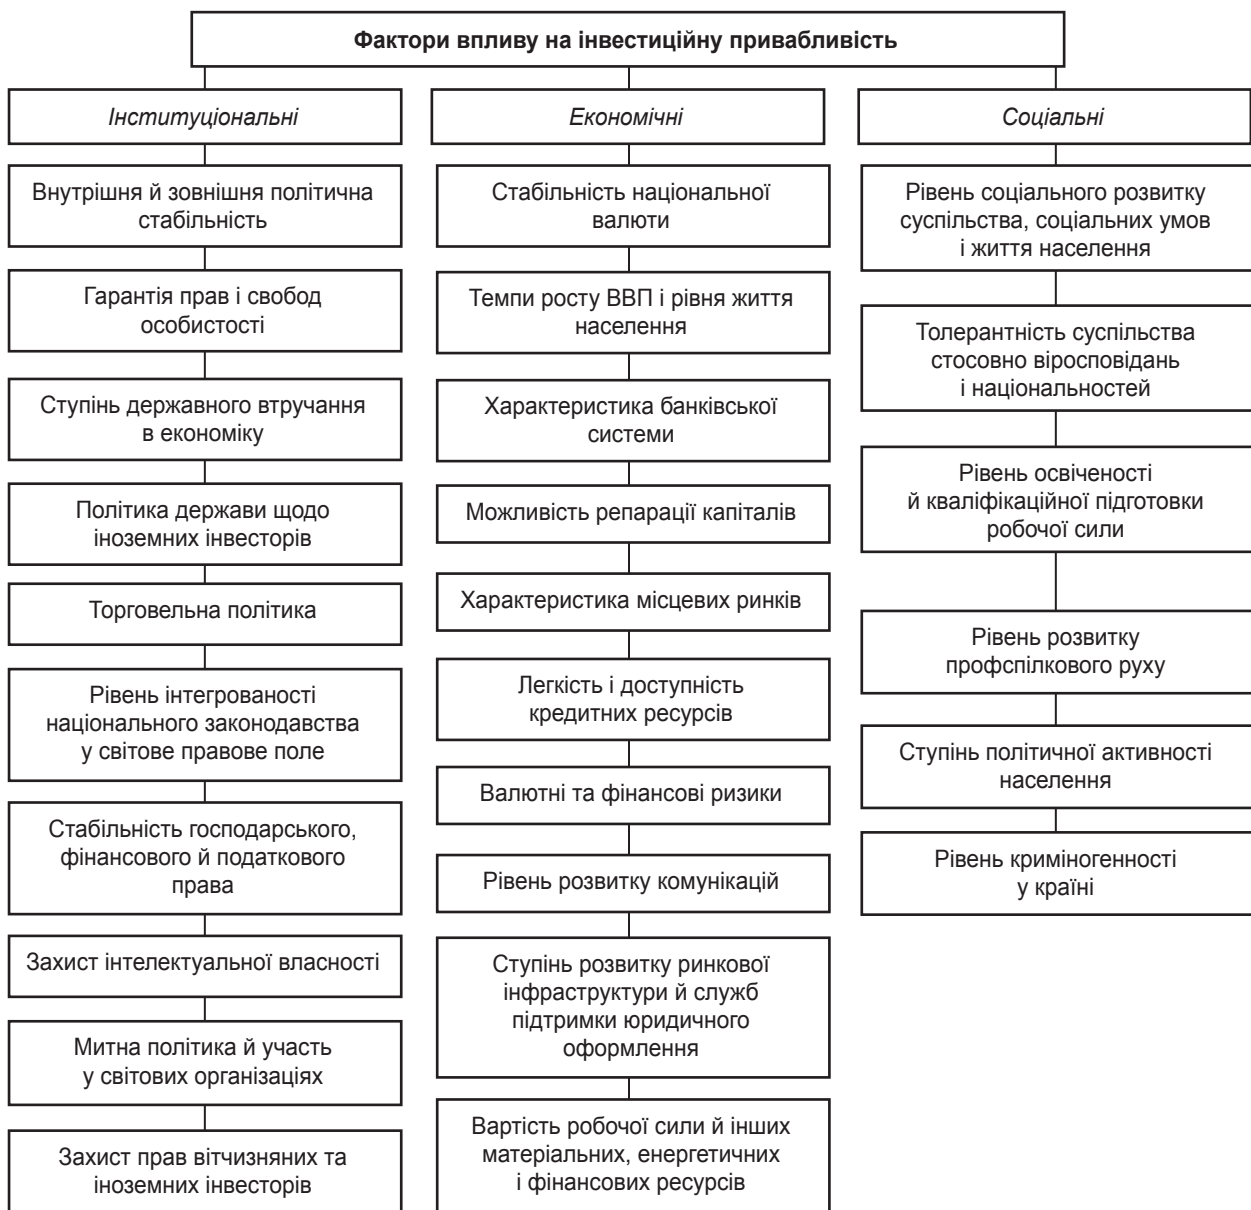 Фактори впливу на інвестиційну привабливість
Інституціональні
Внутрішня й зовнішня політична
стабільність
Гарантія прав і свобод
особистості
Ступінь державного втручання
в економіку
Політика держави щодо
іноземних інвесторів
Торговельна політика
Рівень інтегрованості
національного законодавства
у світове правове поле
Стабільність господарського,
фінансового й податкового
права
Захист інтелектуальної власності
Митна політика й участь
у світових організаціях
Захист прав вітчизняних та
іноземних інвесторів
Економічні
Стабільність національної
валюти
Темпи росту ВВП і рівня життя
населення
Характеристика банківської
системи
Можливість репарації капіталів
Характеристика місцевих ринків
Легкість і доступність
кредитних ресурсів
Валютні та фінансові ризики
Рівень розвитку комунікацій
Ступінь розвитку ринкової
інфраструктури й служб
підтримки юридичного
оформлення
Вартість робочої сили й інших
матеріальних, енергетичних
і фінансових ресурсів
Соціальні
Рівень соціального розвитку
суспільства, соціальних умов
і життя населення
Толерантність суспільства
стосовно віросповідань
і національностей
Рівень освіченості
й кваліфікаційної підготовки
робочої сили
Рівень розвитку
профспілкового руху
Ступінь політичної активності
населення
Рівень криміногенності
у країні